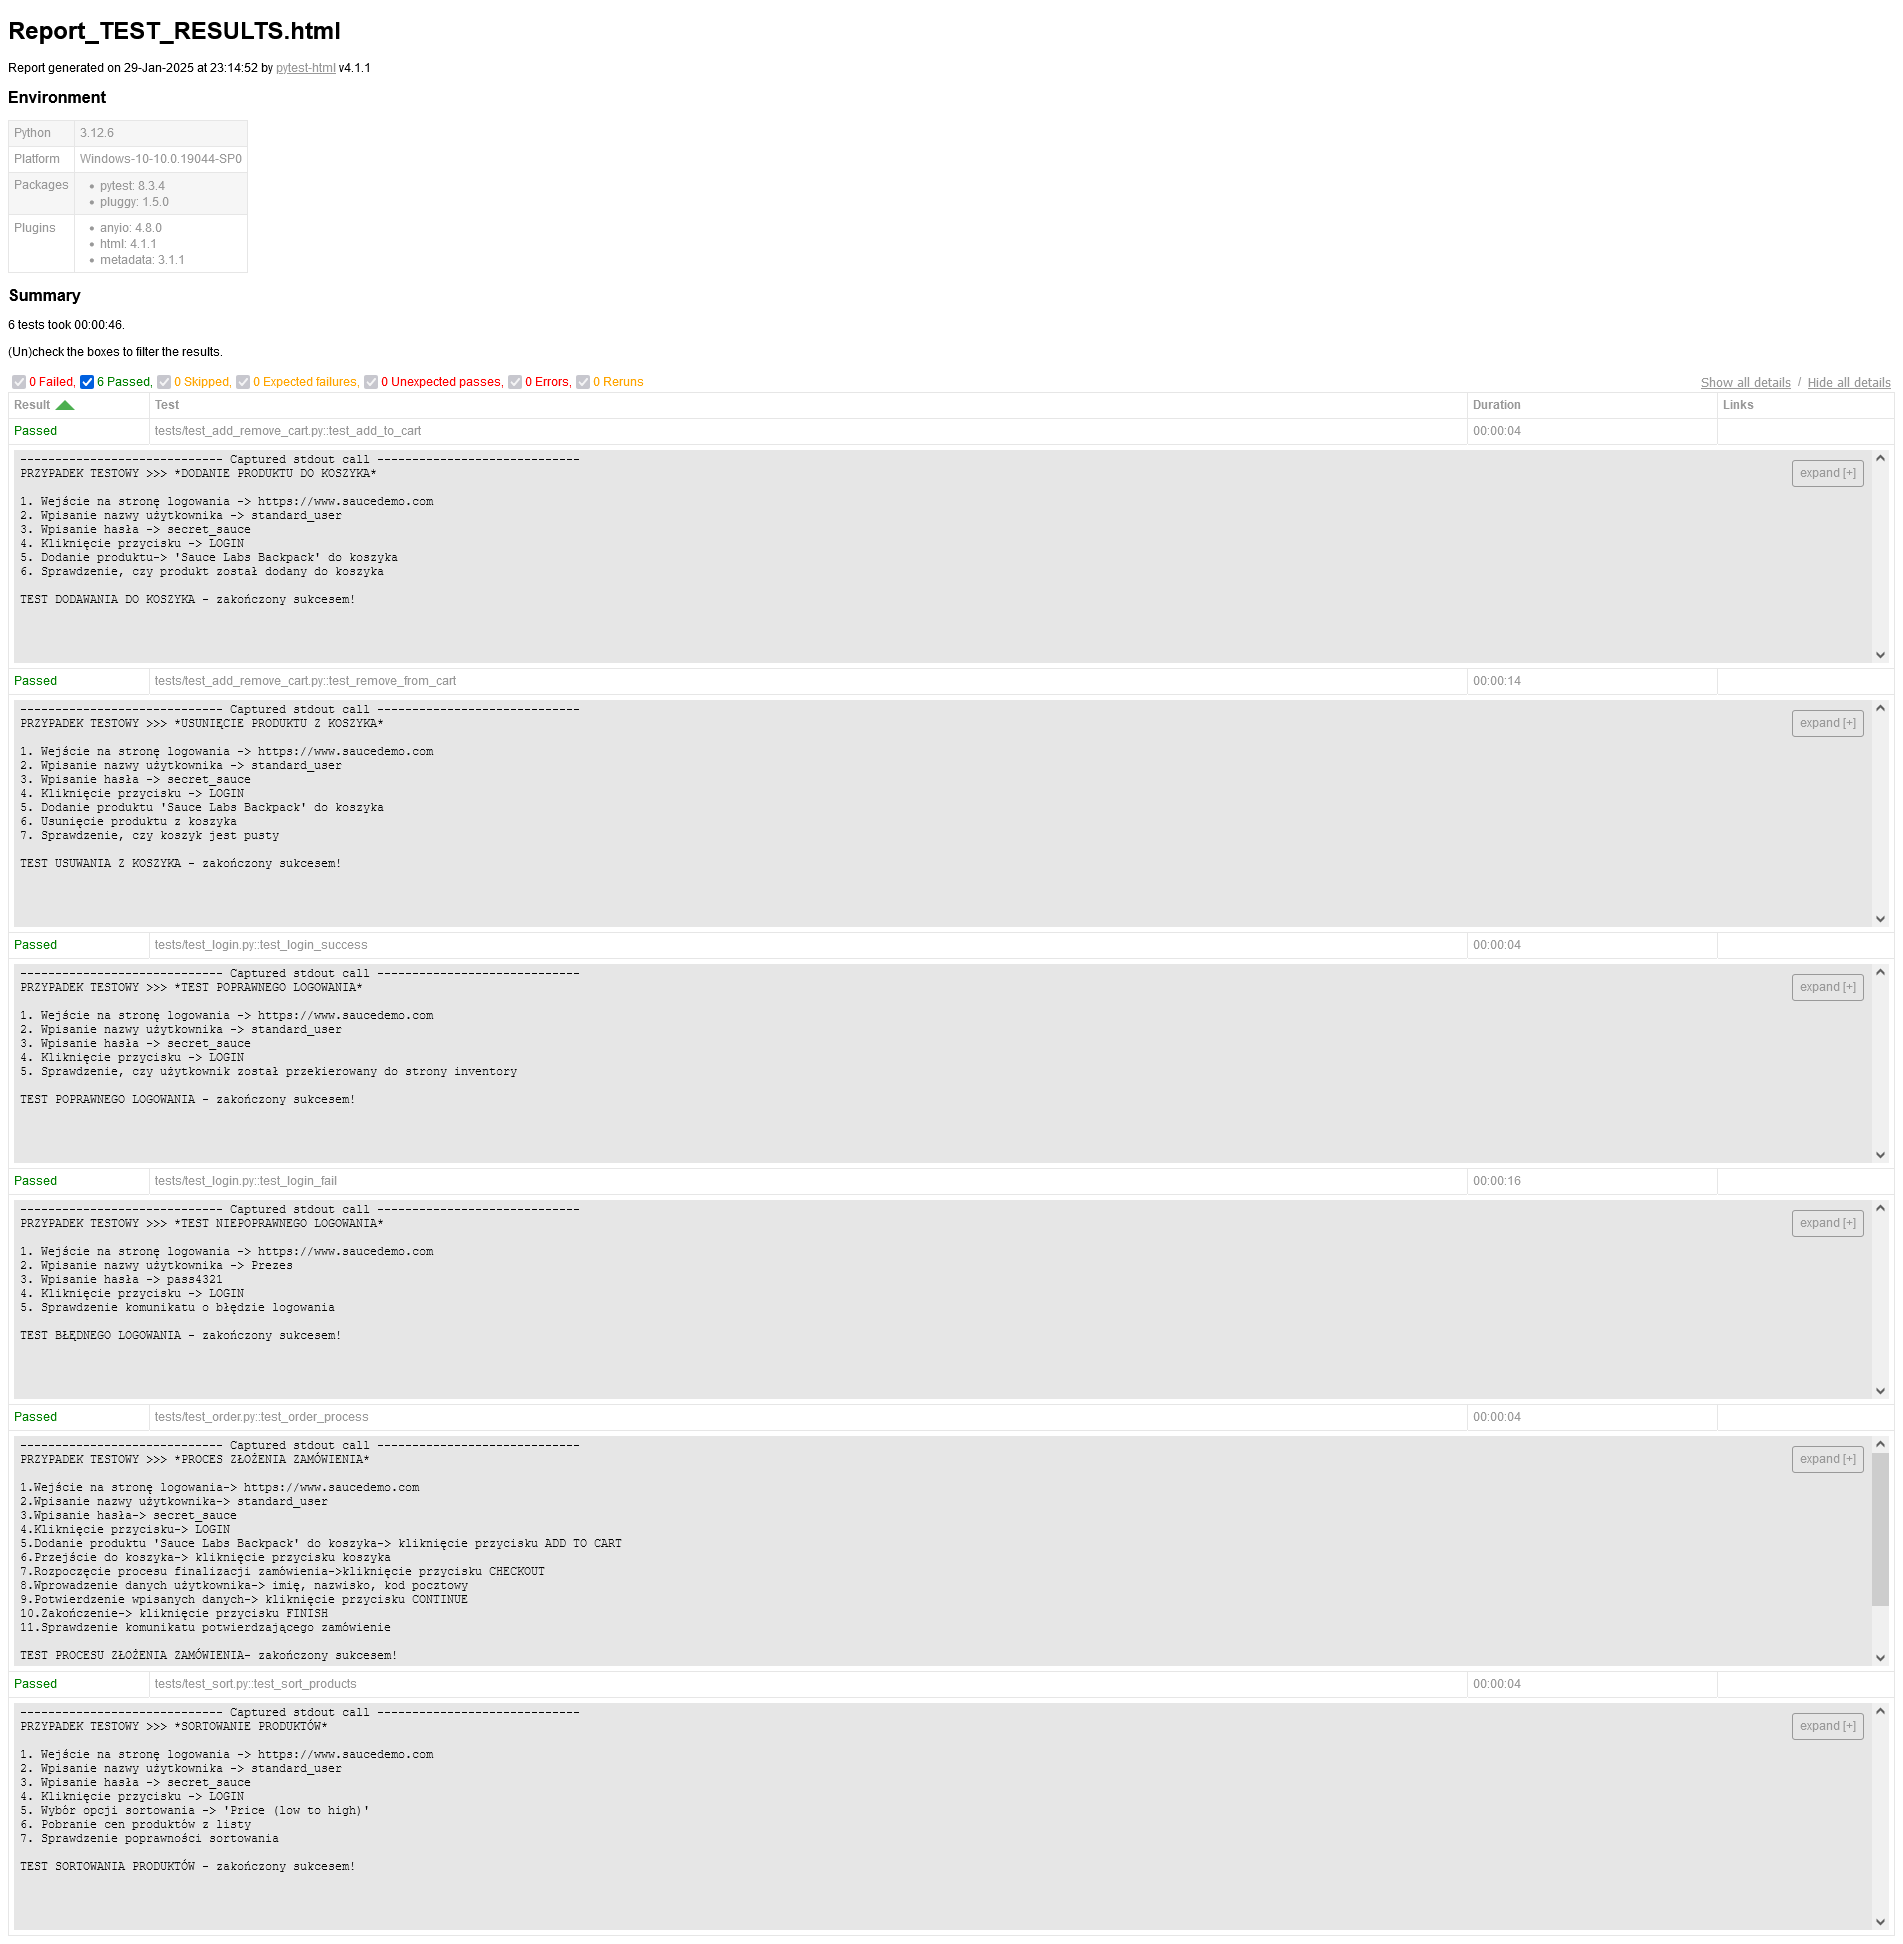 Report_TEST_RESULTS.html
Report generated on 29-Jan-2025 at 23:14:52 by pytest-html v4.1.1
Environment
Python 3.12.6
Platform Windows-10-10.0.19044-SP0
Packages
• pytest: 8.3.4
• pluggy: 1.5.0
Plugins
• anyio: 4.8.0
• html: 4.1.1
• metadata: 3.1.1
Summary
6 tests took 00:00:46.
(Un)check the boxes to filter the results.
0 Failed, 6 Passed, 0 Skipped, 0 Expected failures, 0 Unexpected passes, 0 Errors, 0 Reruns Show all details / Hide all details
Result Test Duration Links
Passed tests/test_add_remove_cart.py::test_add_to_cart 00:00:04
----------------------------- Captured stdout call -----------------------------
PRZYPADEK TESTOWY >>> *DODANIE PRODUKTU DO KOSZYKA*
expand [+]
1. Wejście na stronę logowania -> https://www.saucedemo.com
2. Wpisanie nazwy użytkownika -> standard_user
3. Wpisanie hasła -> secret_sauce
4. Kliknięcie przycisku -> LOGIN
5. Dodanie produktu-> 'Sauce Labs Backpack' do koszyka
6. Sprawdzenie, czy produkt został dodany do koszyka
TEST DODAWANIA DO KOSZYKA - zakończony sukcesem!
Passed tests/test_add_remove_cart.py::test_remove_from_cart 00:00:14
----------------------------- Captured stdout call -----------------------------
PRZYPADEK TESTOWY >>> *USUNIĘCIE PRODUKTU Z KOSZYKA*
expand [+]
1. Wejście na stronę logowania -> https://www.saucedemo.com
2. Wpisanie nazwy użytkownika -> standard_user
3. Wpisanie hasła -> secret_sauce
4. Kliknięcie przycisku -> LOGIN
5. Dodanie produktu 'Sauce Labs Backpack' do koszyka
6. Usunięcie produktu z koszyka
7. Sprawdzenie, czy koszyk jest pusty
TEST USUWANIA Z KOSZYKA - zakończony sukcesem!
Passed tests/test_login.py::test_login_success 00:00:04
----------------------------- Captured stdout call -----------------------------
PRZYPADEK TESTOWY >>> *TEST POPRAWNEGO LOGOWANIA*
expand [+]
1. Wejście na stronę logowania -> https://www.saucedemo.com
2. Wpisanie nazwy użytkownika -> standard_user
3. Wpisanie hasła -> secret_sauce
4. Kliknięcie przycisku -> LOGIN
5. Sprawdzenie, czy użytkownik został przekierowany do strony inventory
TEST POPRAWNEGO LOGOWANIA - zakończony sukcesem!
Passed tests/test_login.py::test_login_fail 00:00:16
----------------------------- Captured stdout call -----------------------------
PRZYPADEK TESTOWY >>> *TEST NIEPOPRAWNEGO LOGOWANIA*
expand [+]
1. Wejście na stronę logowania -> https://www.saucedemo.com
2. Wpisanie nazwy użytkownika -> Prezes
3. Wpisanie hasła -> pass4321
4. Kliknięcie przycisku -> LOGIN
5. Sprawdzenie komunikatu o błędzie logowania
TEST BŁĘDNEGO LOGOWANIA - zakończony sukcesem!
Passed tests/test_order.py::test_order_process 00:00:04
----------------------------- Captured stdout call -----------------------------
PRZYPADEK TESTOWY >>> *PROCES ZŁOŻENIA ZAMÓWIENIA*
expand [+]
1.Wejście na stronę logowania-> https://www.saucedemo.com
2.Wpisanie nazwy użytkownika-> standard_user
3.Wpisanie hasła-> secret_sauce
4.Kliknięcie przycisku-> LOGIN
5.Dodanie produktu 'Sauce Labs Backpack' do koszyka-> kliknięcie przycisku ADD TO CART
6.Przejście do koszyka-> kliknięcie przycisku koszyka
7.Rozpoczęcie procesu finalizacji zamówienia->kliknięcie przycisku CHECKOUT
8.Wprowadzenie danych użytkownika-> imię, nazwisko, kod pocztowy
9.Potwierdzenie wpisanych danych-> kliknięcie przycisku CONTINUE
10.Zakończenie-> kliknięcie przycisku FINISH
11.Sprawdzenie komunikatu potwierdzającego zamówienie
TEST PROCESU ZŁOŻENIA ZAMÓWIENIA- zakończony sukcesem!
Passed tests/test_sort.py::test_sort_products 00:00:04
----------------------------- Captured stdout call -----------------------------
PRZYPADEK TESTOWY >>> *SORTOWANIE PRODUKTÓW*
expand [+]
1. Wejście na stronę logowania -> https://www.saucedemo.com
2. Wpisanie nazwy użytkownika -> standard_user
3. Wpisanie hasła -> secret_sauce
4. Kliknięcie przycisku -> LOGIN
5. Wybór opcji sortowania -> 'Price (low to high)'
6. Pobranie cen produktów z listy
7. Sprawdzenie poprawności sortowania
TEST SORTOWANIA PRODUKTÓW - zakończony sukcesem!